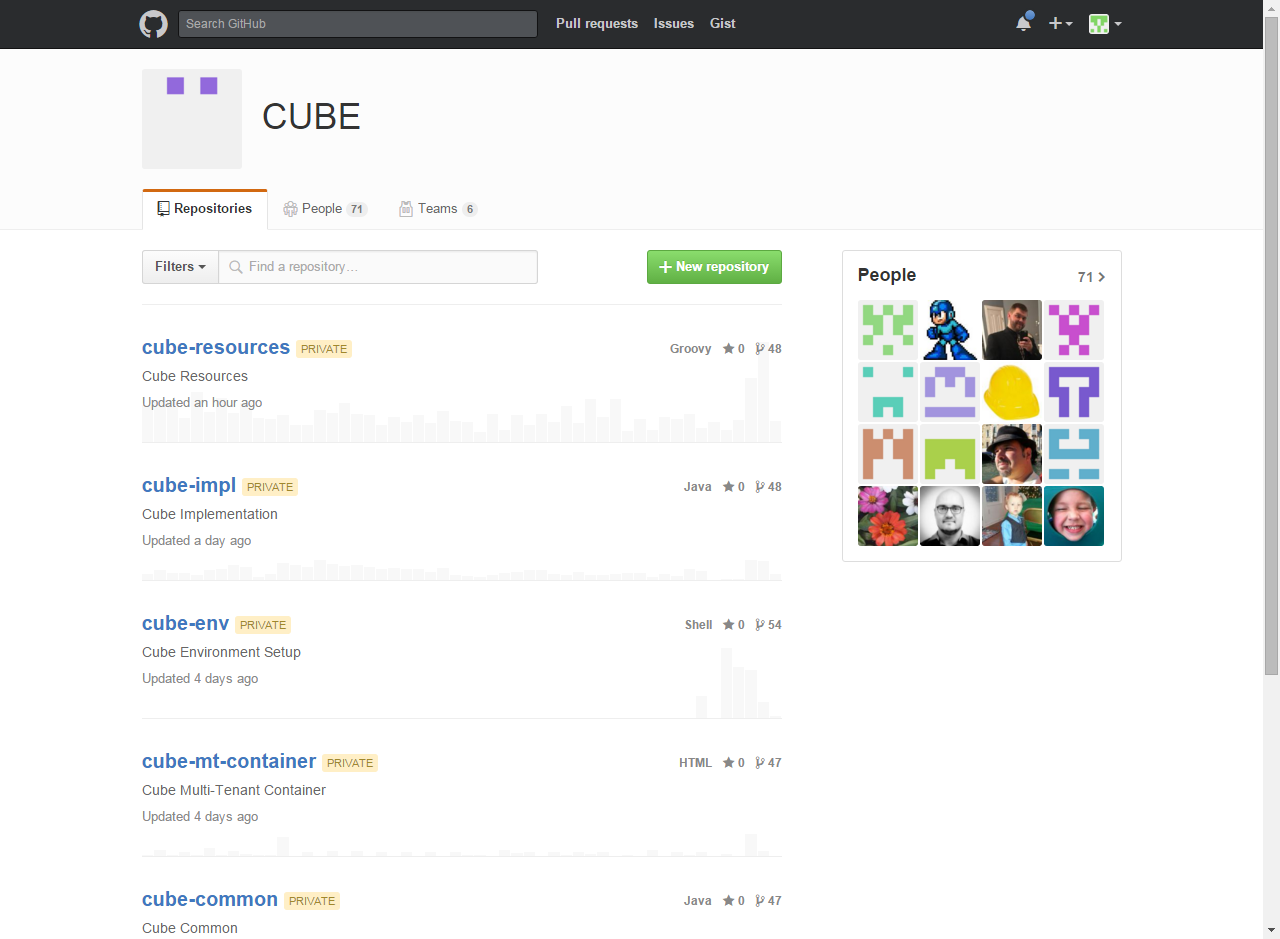 Search GitHub Pull requests Issues Gist
CUBE
Repositories People 71 Teams 6
Filters Find a repository… New repository
People 71
cube-resources PRIVATE Groovy 0 48
Cube Resources
Updated an hour ago
cube-impl PRIVATE Java 0 48
Cube Implementation
Updated a day ago
cube-env PRIVATE Shell 0 54
Cube Environment Setup
Updated 4 days ago
cube-mt-container PRIVATE HTML 0 47
Cube Multi-Tenant Container
Updated 4 days ago
cube-common PRIVATE Java 0 47
Cube Common